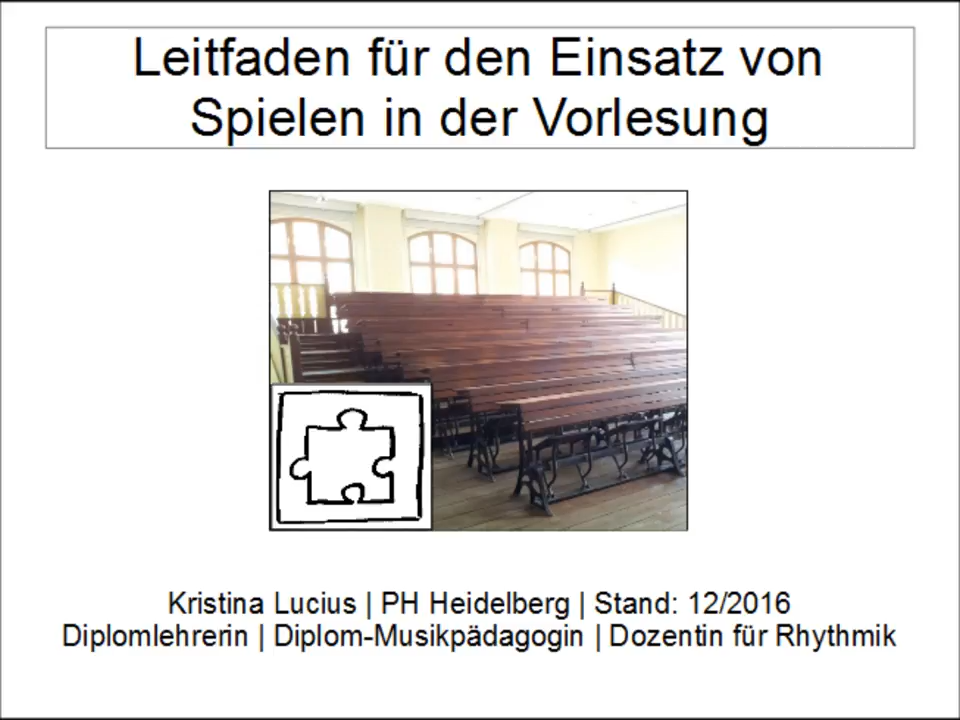 Leitfaden für den Einsatz von
Spielen in der Vorlesung
Kristina Lucius | PH Heidelberg | Stand: 12/2016
Diplomlehrerin | Diplom-Musikpädagogin | Dozentin für Rhythmik